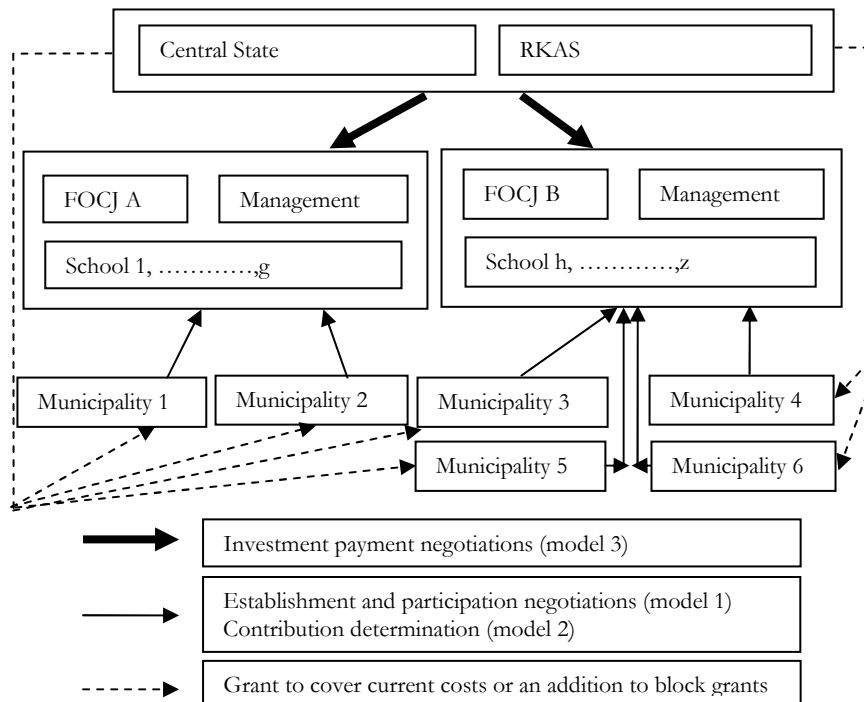 Central State
RKAS
FOCJ A
Management
School 1, ………….,g
FOCJ B
Management
School h, ………….,z
Municipality 1
Municipality 2
Municipality 3
Municipality 4
Municipality 5
Municipality 6
Investment payment negotiations (model 3)
Establishment and participation negotiations (model 1)
Contribution determination (model 2)
Grant to cover current costs or an addition to block grants